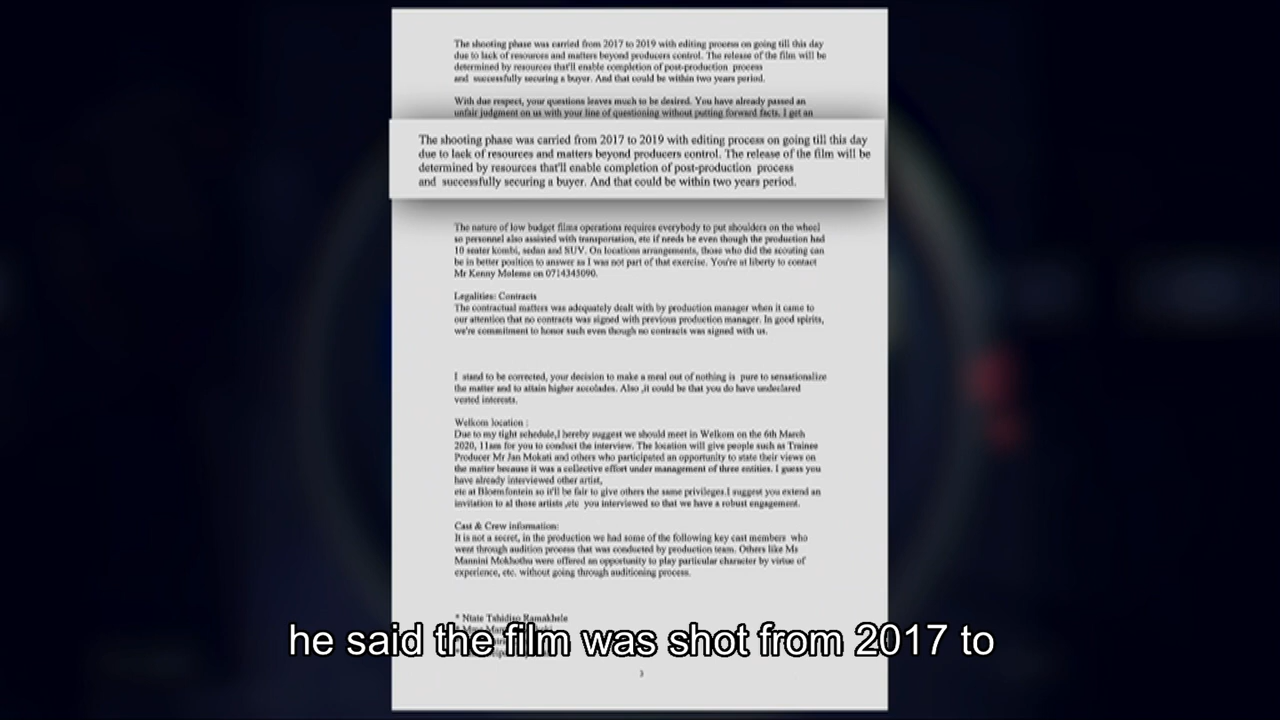 The shooting phase was carried from 2017 to 2019 with editing process on going till this day
due to lack of resources and matters beyond producers control. The release of the film will be
determined by resources that'll enable completion of post-production process
and successfully securing a buyer. And that could be within two years period.
With due respect, your questions leaves much to be desired. You have already passed an
unfair judgment on us with your line of questioning without putting forward facts. I get an
The shooting phase was carried from 2017 to 2019 with editing process on going till this day
due to lack of resources and matters beyond producers control. The release of the film will be
determined by resources that'll enable completion of post-production process
and successfully securing a buyer. And that could be within two years period.
The nature of low budget films operations requires everybody to put shoulders on the wheel
so personnel also assisted with transportation, etc if needs be even though the production had
10 seater kombi, sedan and SUV. On locations arrangements, those who did the scouting can
be in better position to answer as I was not part of that exercise. You're at liberty to contact
Mr Kenny Moleme on 0714345090.
Legalities: Contracts
The contractual matters was adequately dealt with by production manager when it came to
our attention that no contracts was signed with previous production manager. In good spirits,
we're commitment to honor such even though no contracts was signed with us.
I stand to be corrected, your decision to make a meal out of nothing is pure to sensationalize
the matter and to attain higher accolades. Also ,it could be that you do have undeclared
vested interests.
Welkom location :
Due to my tight schedule,I hereby suggest we should meet in Welkom on the 6th March
2020, 11am for you to conduct the interview. The location will give people such as Trainee
Producer Mr Jan Mokati and others who participated an opportunity to state their views on
the matter because it was a collective effort under management of three entities. I guess you
have already interviewed other artist,
etc at Bloemfontein so it'll be fair to give others the same privileges.I suggest you extend an
invitation to al those artists ,etc you interviewed so that we have a robust engagement.
Cast & Crew information:
It is not a secret, in the production we had some of the following key cast members who
went through audition process that was conducted by production team. Others like Ms
Mannini Mokhothu were offered an opportunity to play particular character by virtue of
experience, etc. without going through auditioning process.
* Ntate Tshidiso Ramakhele
he said the film was shot from 2017 to
3